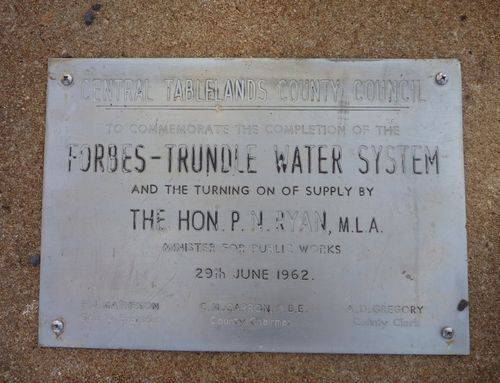 CENTRAL TABLELANDS COUNTY COUNCIL
TO COMMEMORATE THE COMPLETION OF THE
FORBES-TRUNDLE WATER SYSTEM
AND THE TURNING ON OF SUPPLY BY
THE HON. P. N. RYAN, M.L.A.
MINISTER FOR PUBLIC WORKS
29th JUNE 1962.
A.D. GREGORY
County Chairman
County Clerk